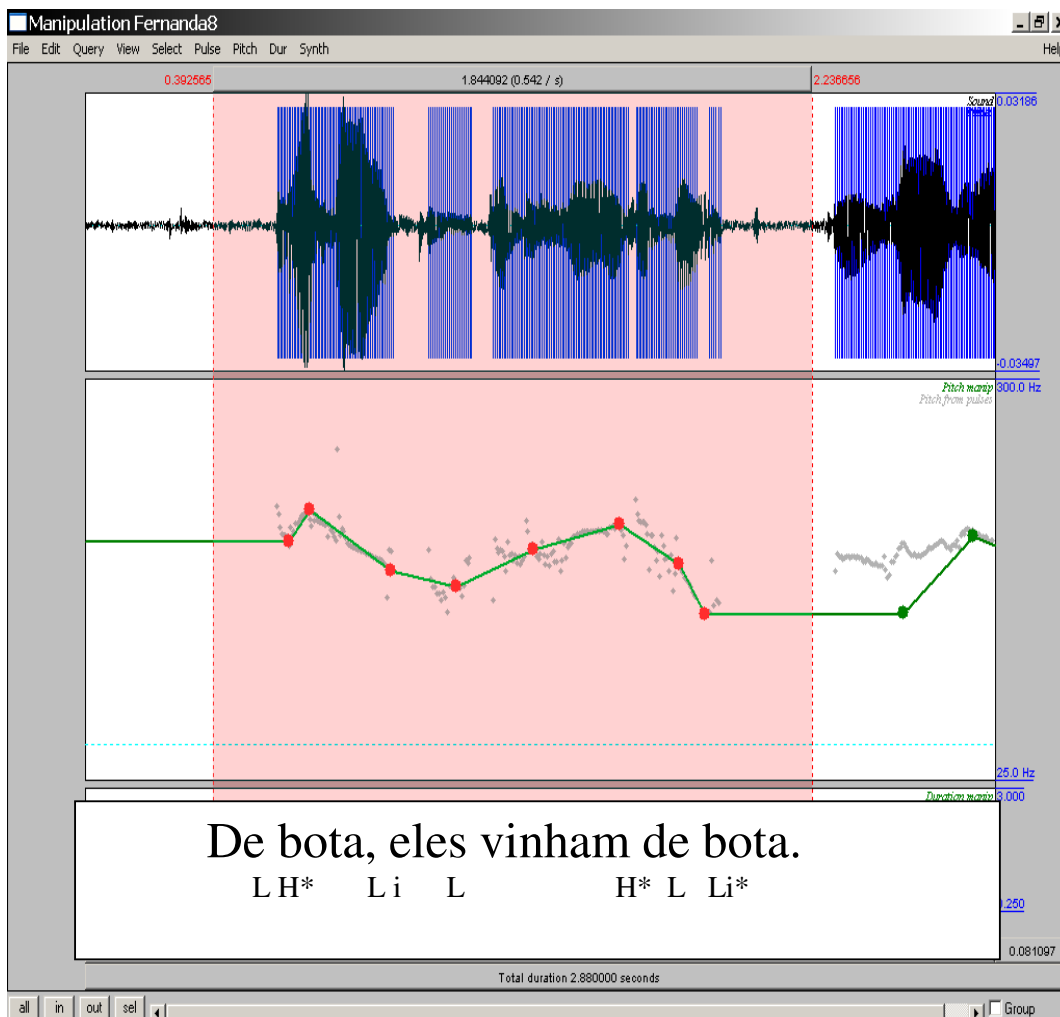 Manipulation Fernanda8
File Edit Query View Select Pulse Pitch Dur Synth Hel
0.392565 1.844092 (0.542 / s) 2.236656
Sound 0.03186
-0.03497
Pitch manip 300.0 Hz
Pitch from pulses
25.0 Hz
Duration manip 3.000
De bota, eles vinham de bota.
L H* L i L H* L Li*
.250
0.081097
Total duration 2.880000 seconds
all in out sel Group